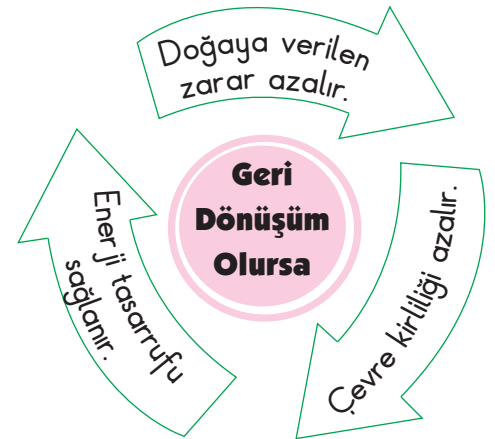 Doğaya verilen
zarar azalır.
Geri
Dönüşüm
Olursa
Çevre kirliliği azalır.
Enerji tasarrufu
sağlanır.